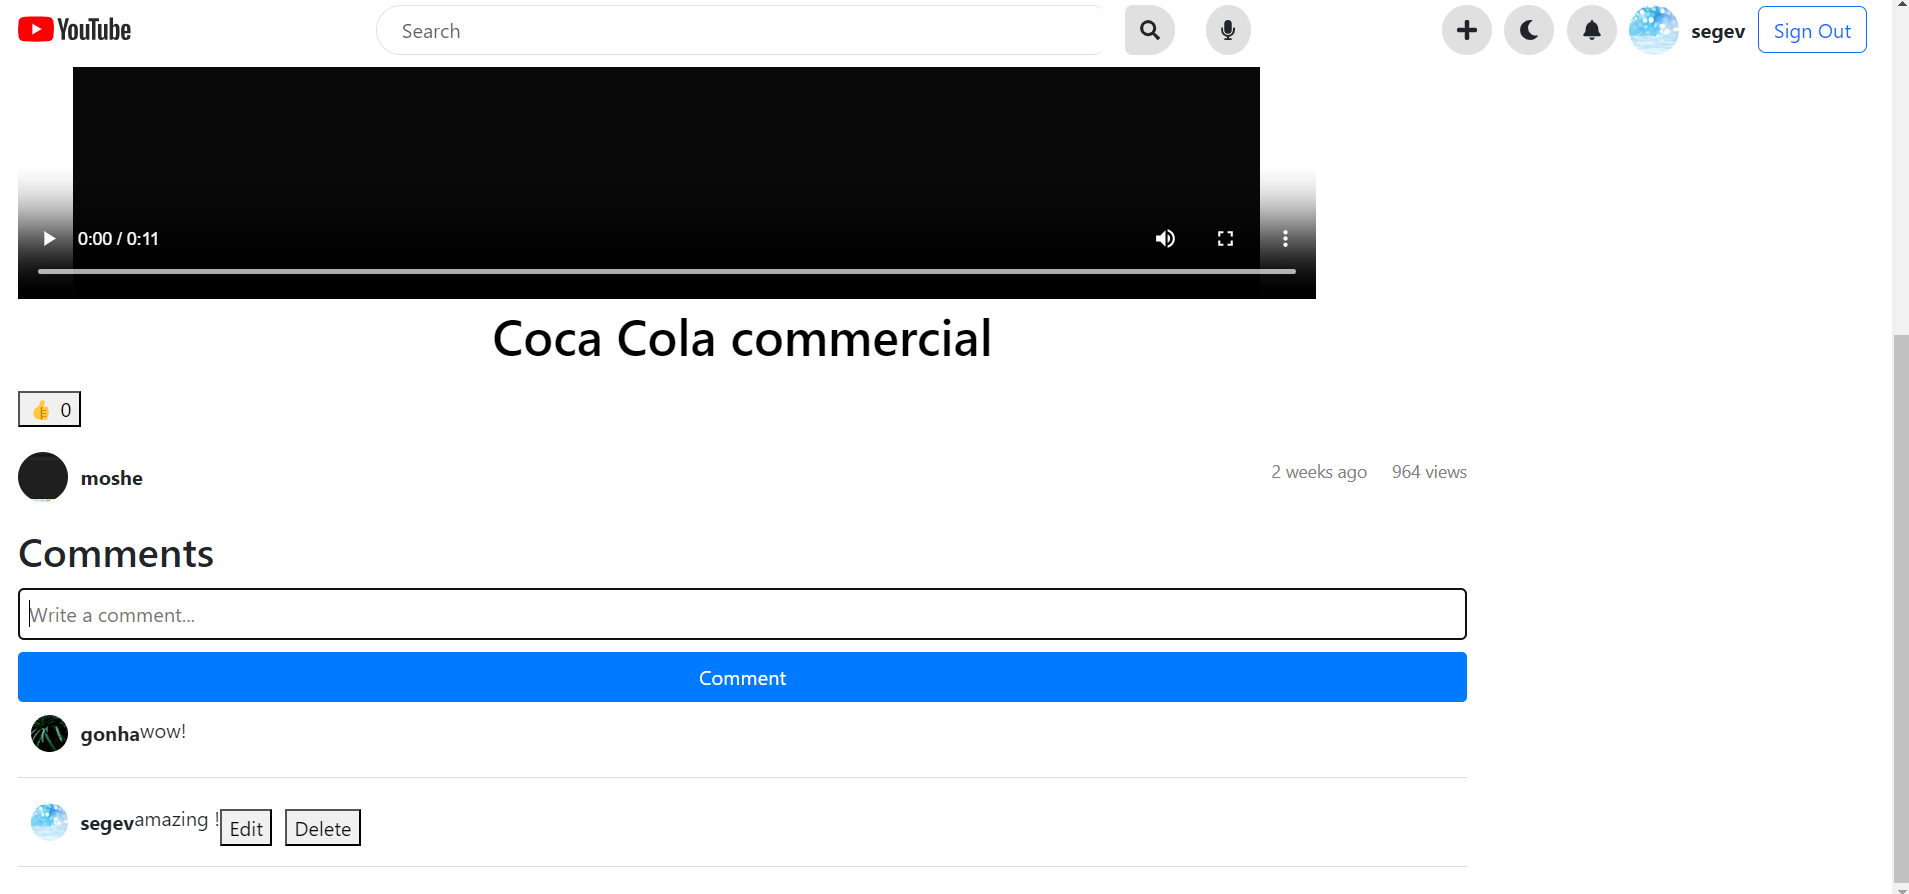 YouTube Search segev Sign Out
0:00 / 0:11
Coca Cola commercial
👍 0
moshe 2 weeks ago 964 views
Comments
Write a comment...
Comment
gonhawow!
segevamazing ! Edit Delete